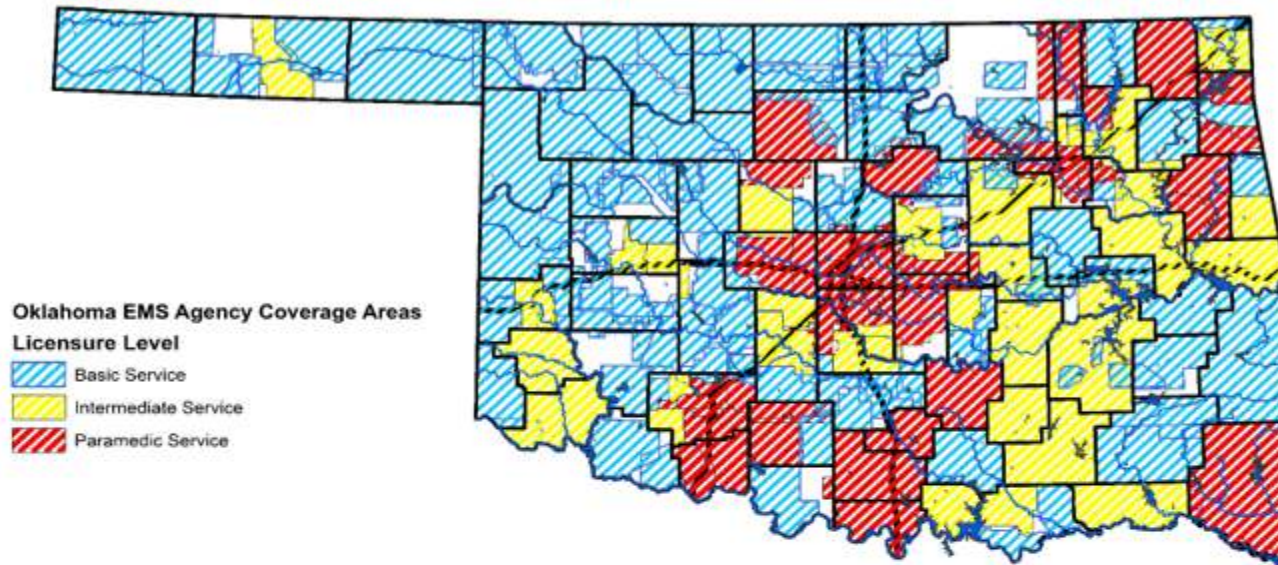 Oklahoma EMS Agency Coverage Areas
Licensure Level
Basic Service
Intermediate Service
Paramedic Service